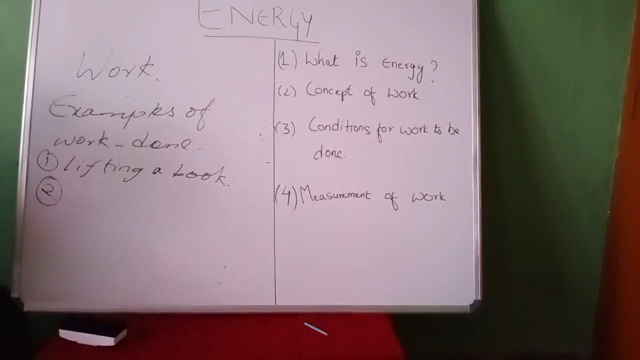 ENERGY
Work.
Examples of
work-done.
① Lifting a book.
②
(1) What is Energy?
(2) Concept of Work
(3) Conditions for work to be
done.
(4) Measurement of work.